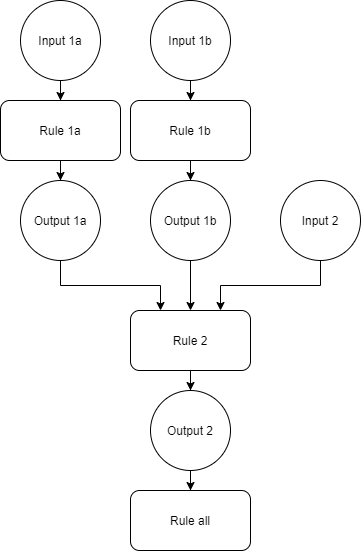 Input 1a
Input 1b
Rule 1a
Rule 1b
Output 1a
Output 1b
Input 2
Rule 2
Output 2
Rule all